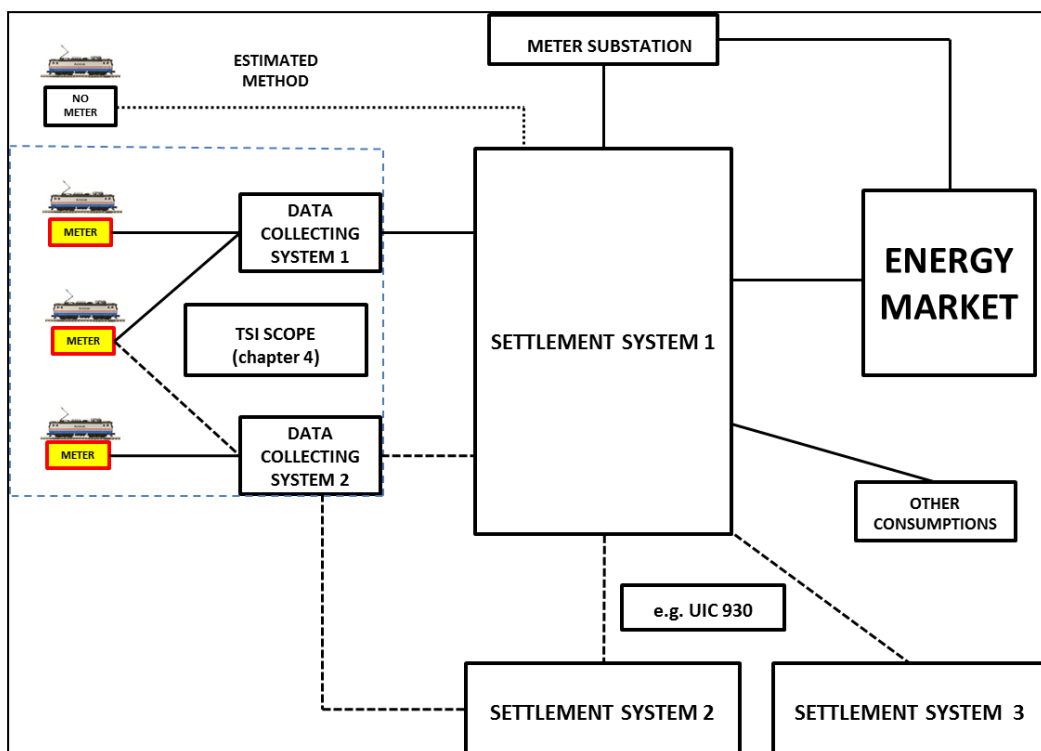 METER SUBSTATION
ESTIMATED
METHOD
NO
METER
METER
DATA
COLLECTING
SYSTEM 1
METER
TSI SCOPE
(chapter 4)
SETTLEMENT SYSTEM 1
ENERGY
MARKET
METER
DATA
COLLECTING
SYSTEM 2
OTHER
CONSUMPTIONS
e.g. UIC 930
SETTLEMENT SYSTEM 2
SETTLEMENT SYSTEM 3